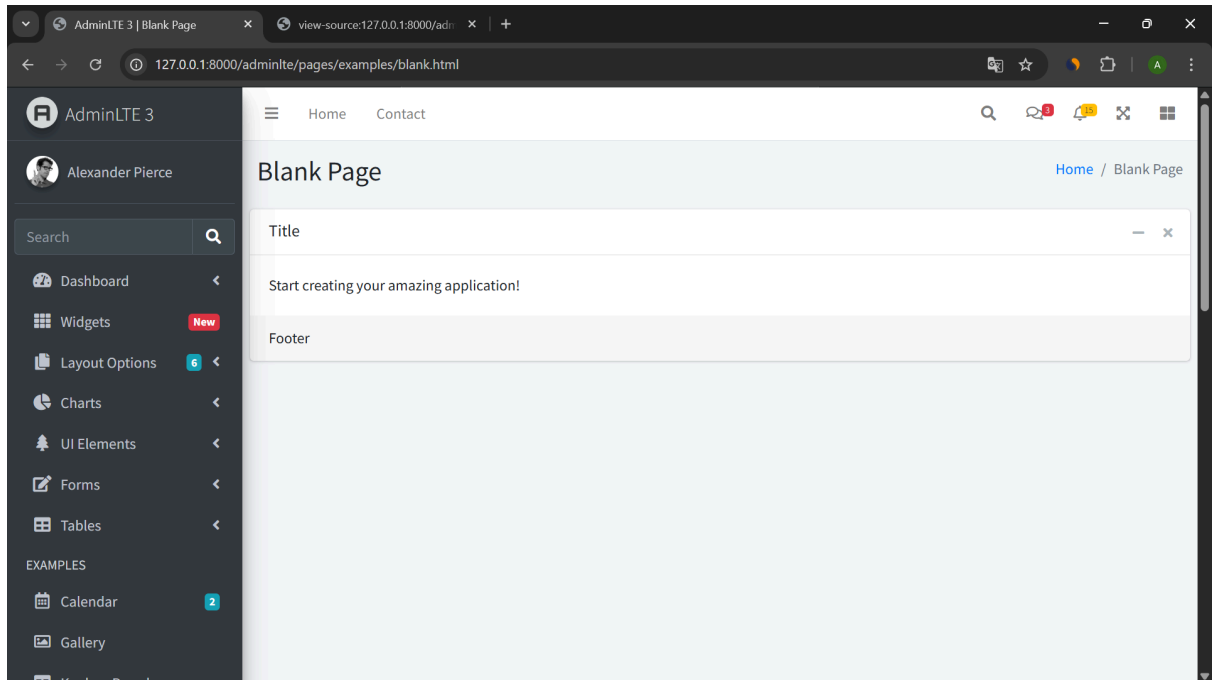 AdminLTE 3 | Blank Page
view-source:127.0.0.1:8000/adm
127.0.0.1:8000/adminlte/pages/examples/blank.html
A
AdminLTE 3
Home Contact
3
15
Alexander Pierce
Blank Page
Home / Blank Page
Search
Title
Start creating your amazing application!
Footer
Dashboard
Widgets New
Layout Options 6
Charts
UI Elements
Forms
Tables
EXAMPLES
Calendar 2
Gallery